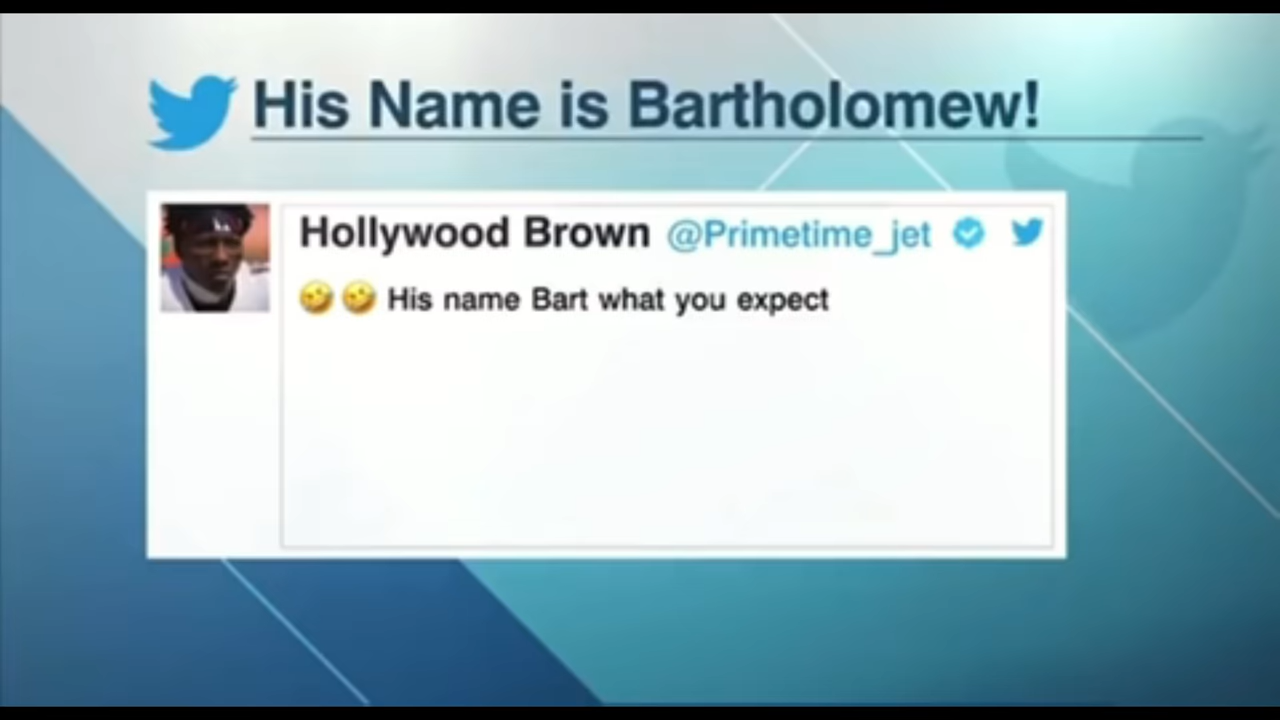 His Name is Bartholomew!
Hollywood Brown @Primetime_jet
🤣 🤣 His name Bart what you expect